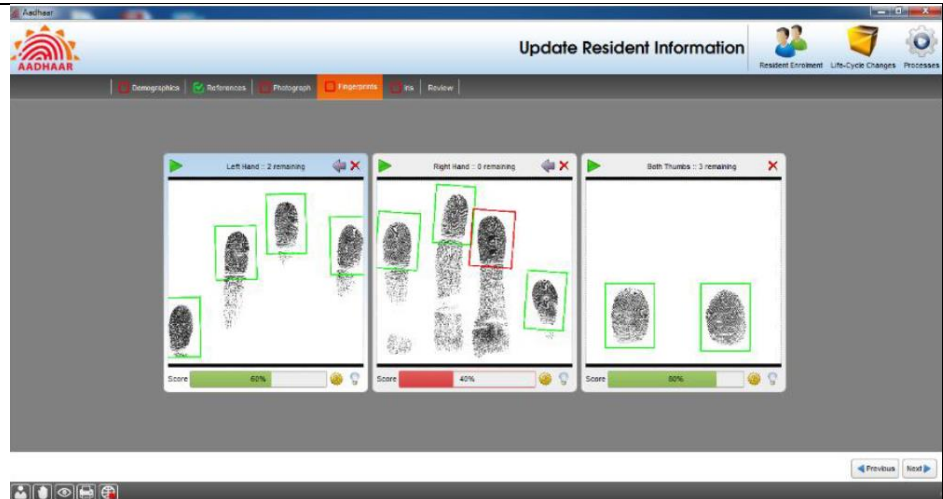 Aadhaar
AADHAAR
Update Resident Information
Resident Enrolment
Life-Cycle Changes
Processes
Demographics
References
Photograph
Fingerprints
Iris
Review
Left Hand :: 2 remaining
Right Hand :: 0 remaining
Both Thumbs :: 3 remaining
Score 60%
Score 40%
Score 80%
Previous
Next